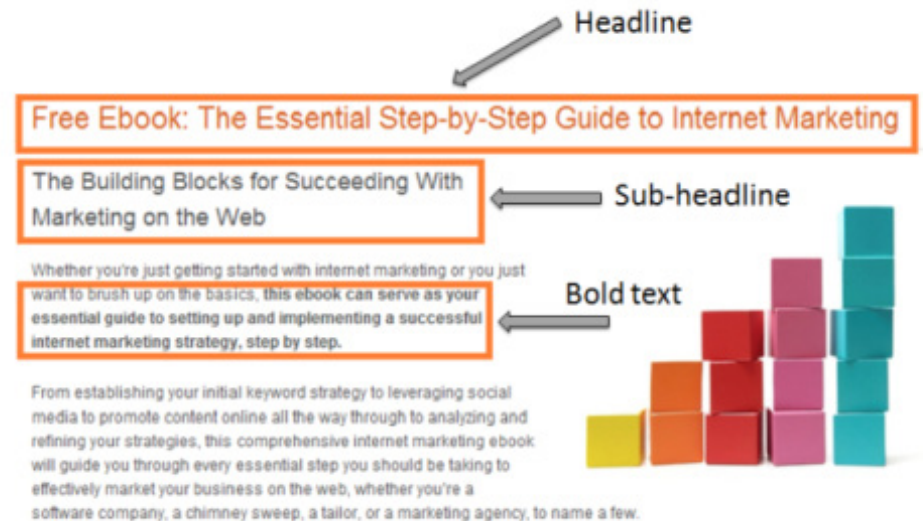 Headline
Free Ebook: The Essential Step-by-Step Guide to Internet Marketing
The Building Blocks for Succeeding With
Marketing on the Web
Sub-headline
Whether you're just getting started with internet marketing or you just
want to brush up on the basics, this ebook can serve as your
essential guide to setting up and implementing a successful
internet marketing strategy, step by step.
Bold text
From establishing your initial keyword strategy to leveraging social
media to promote content online all the way through to analyzing and
refining your strategies, this comprehensive internet marketing ebook
will guide you through every essential step you should be taking to
effectively market your business on the web, whether you're a
software company, a chimney sweep, a tailor, or a marketing agency, to name a few.